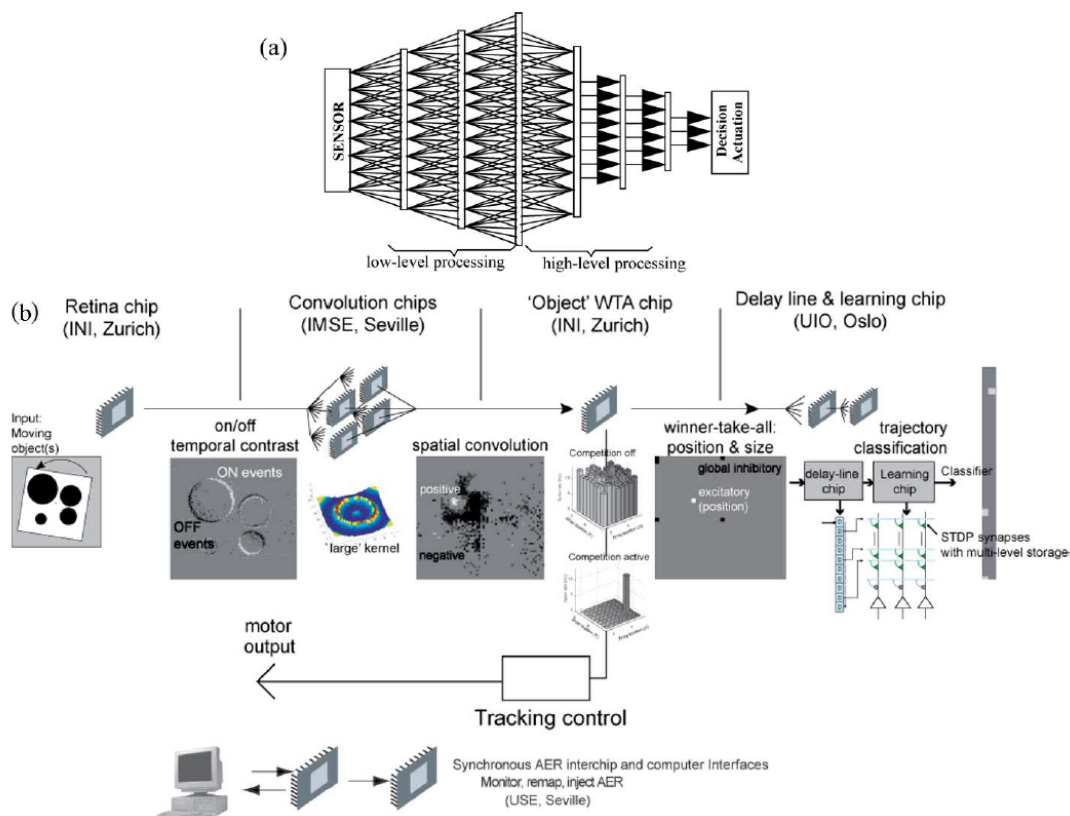 (a)
SENSOR
Decision
Actuation
low-level processing
high-level processing
(b)
Retina chip
(INI, Zurich)
Convolution chips
(IMSE, Seville)
'Object' WTA chip
(INI, Zurich)
Delay line & learning chip
(UIO, Oslo)
Input:
Moving
object(s)
on/off
temporal contrast
ON events
OFF
events
'large' kernel
spatial convolution
positive
negative
Competition off
Competition active
winner-take-all:
position & size
global inhibitory
excitatory
(position)
trajectory
classification
delay-line
chip
Learning
chip
Classifier
STDP synapses
with multi-level storage
motor
output
Tracking control
Synchronous AER interchip and computer Interfaces
Monitor, remap, inject AER
(USE, Seville)